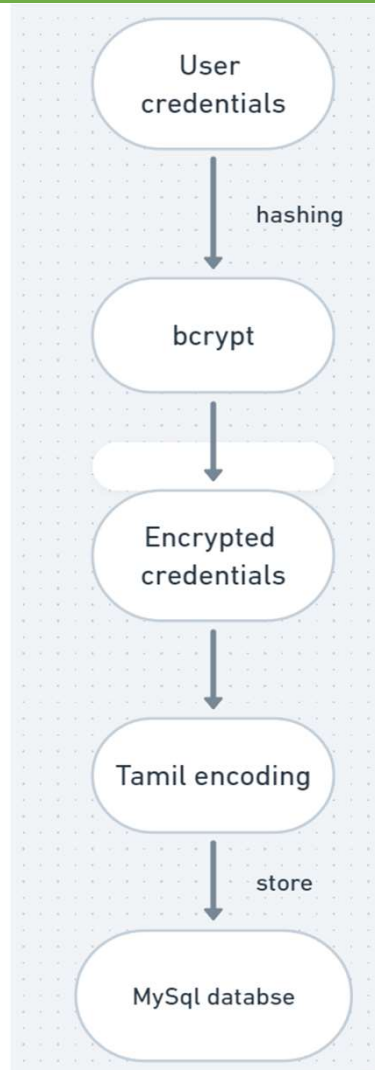 User
credentials
hashing
bcrypt
Encrypted
credentials
Tamil encoding
store
MySql databse